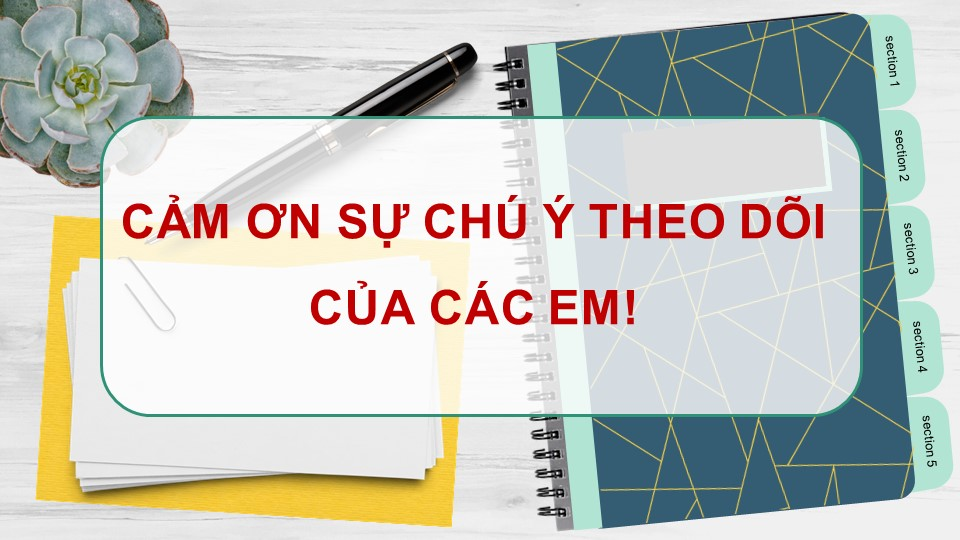 CẢM ƠN SỰ CHÚ Ý THEO DÕI
CỦA CÁC EM!
section 1
section 2
section 3
section 4
section 5